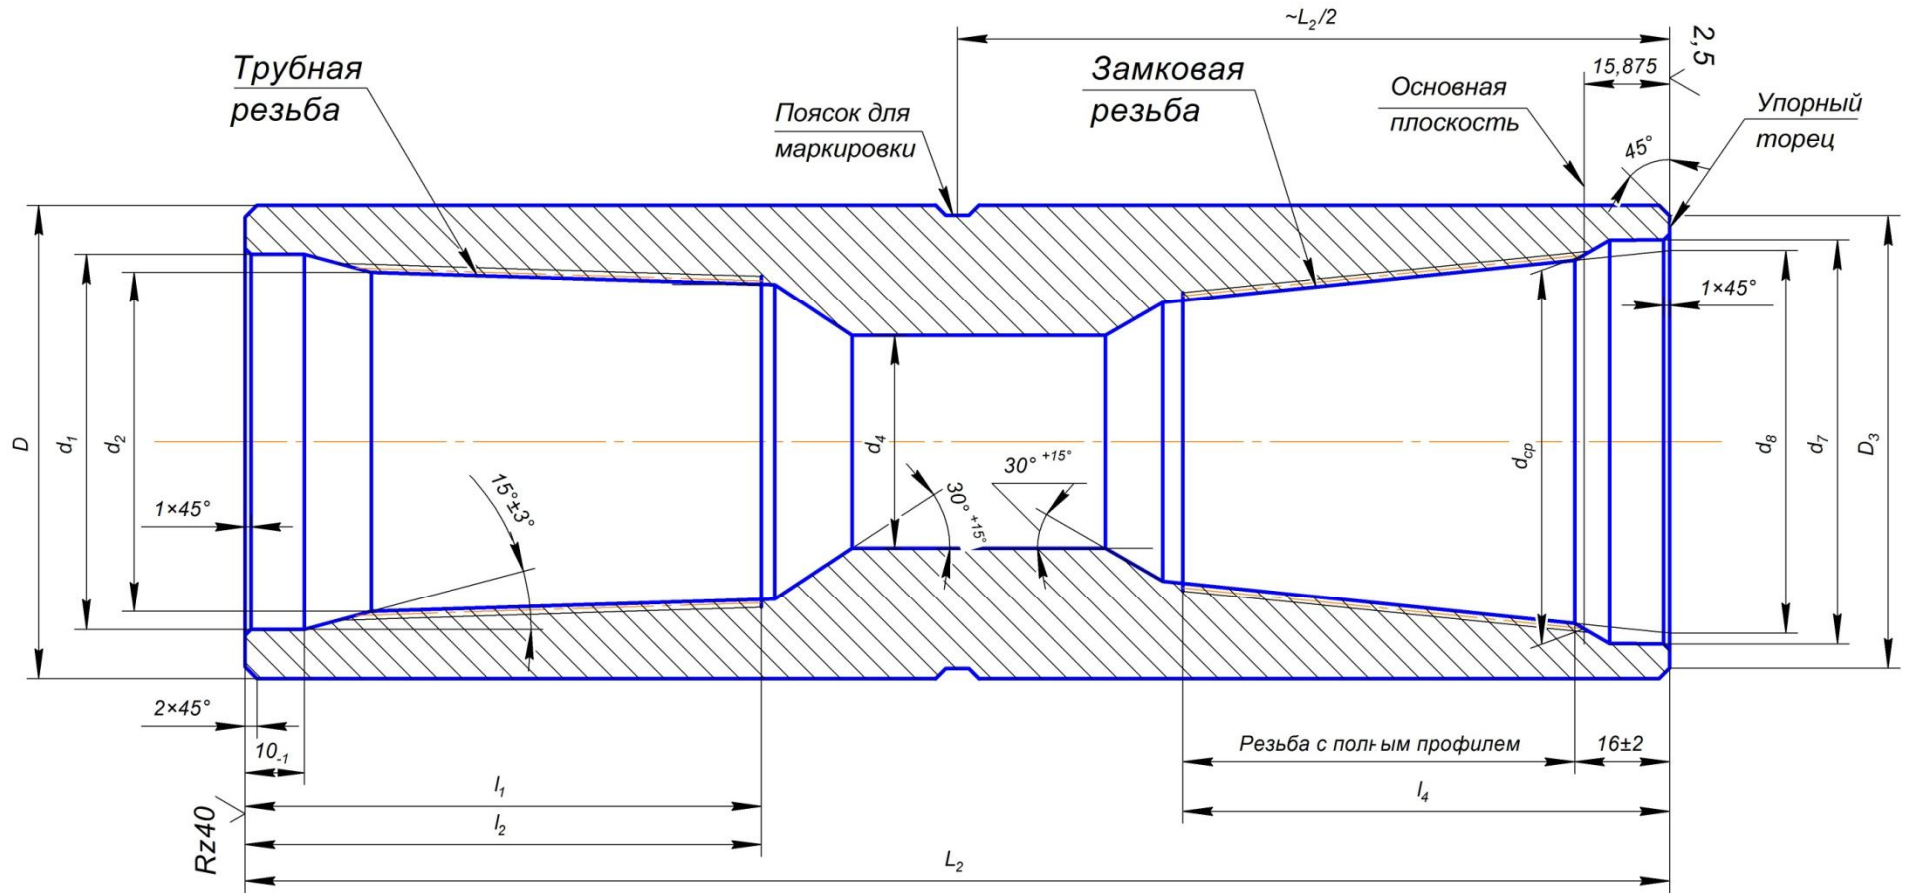 ~L₂/2
2,5
15,875
Трубная
резьба
Замковая
резьба
Основная
плоскость
Упорный
торец
Поясок для
маркировки
45°
1×45°
D
d₁
d₂
d₄
dср
d₈
d₇
D₃
30° +15°
30° +15°
15°±3°
1×45°
2×45°
10₋₁
Резьба с полным профилем
16±2
l₁
l₄
l₂
Rz40
L₂